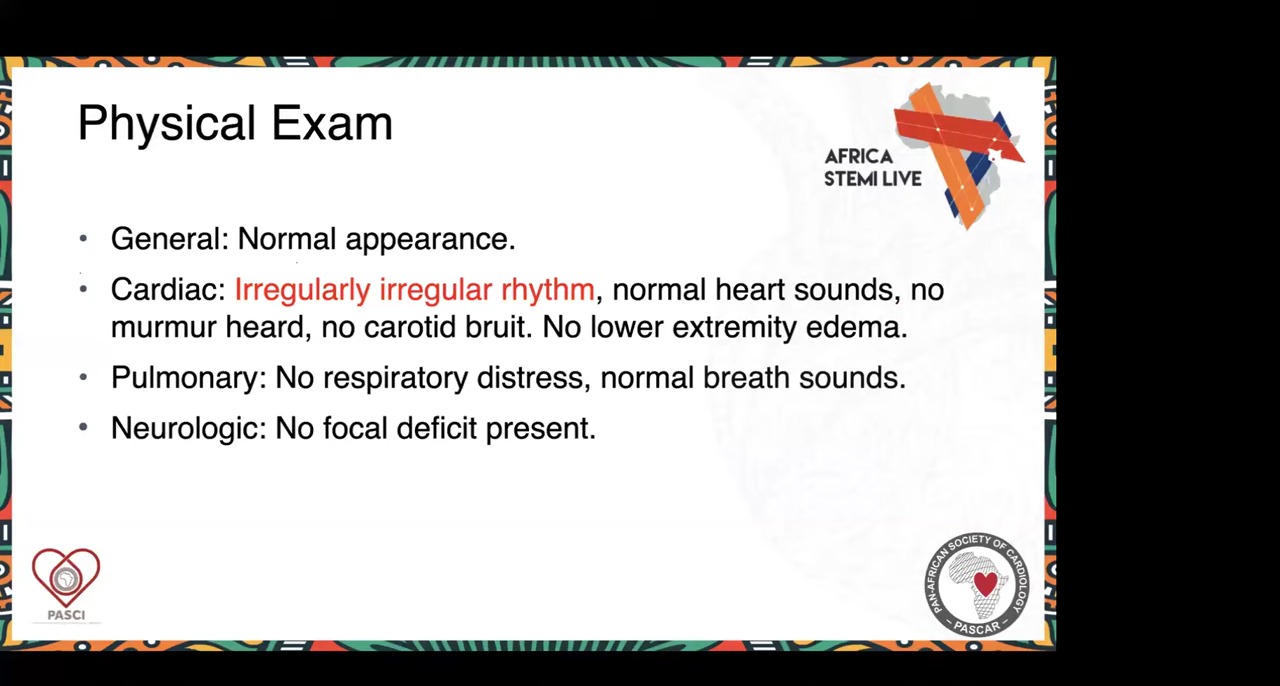 Physical Exam
AFRICA
STEMI LIVE
• General: Normal appearance.
• Cardiac: Irregularly irregular rhythm, normal heart sounds, no
murmur heard, no carotid bruit. No lower extremity edema.
• Pulmonary: No respiratory distress, normal breath sounds.
• Neurologic: No focal deficit present.
PASCI
PAN-AFRICAN SOCIETY OF CARDIOLOGY
– PASCAR –